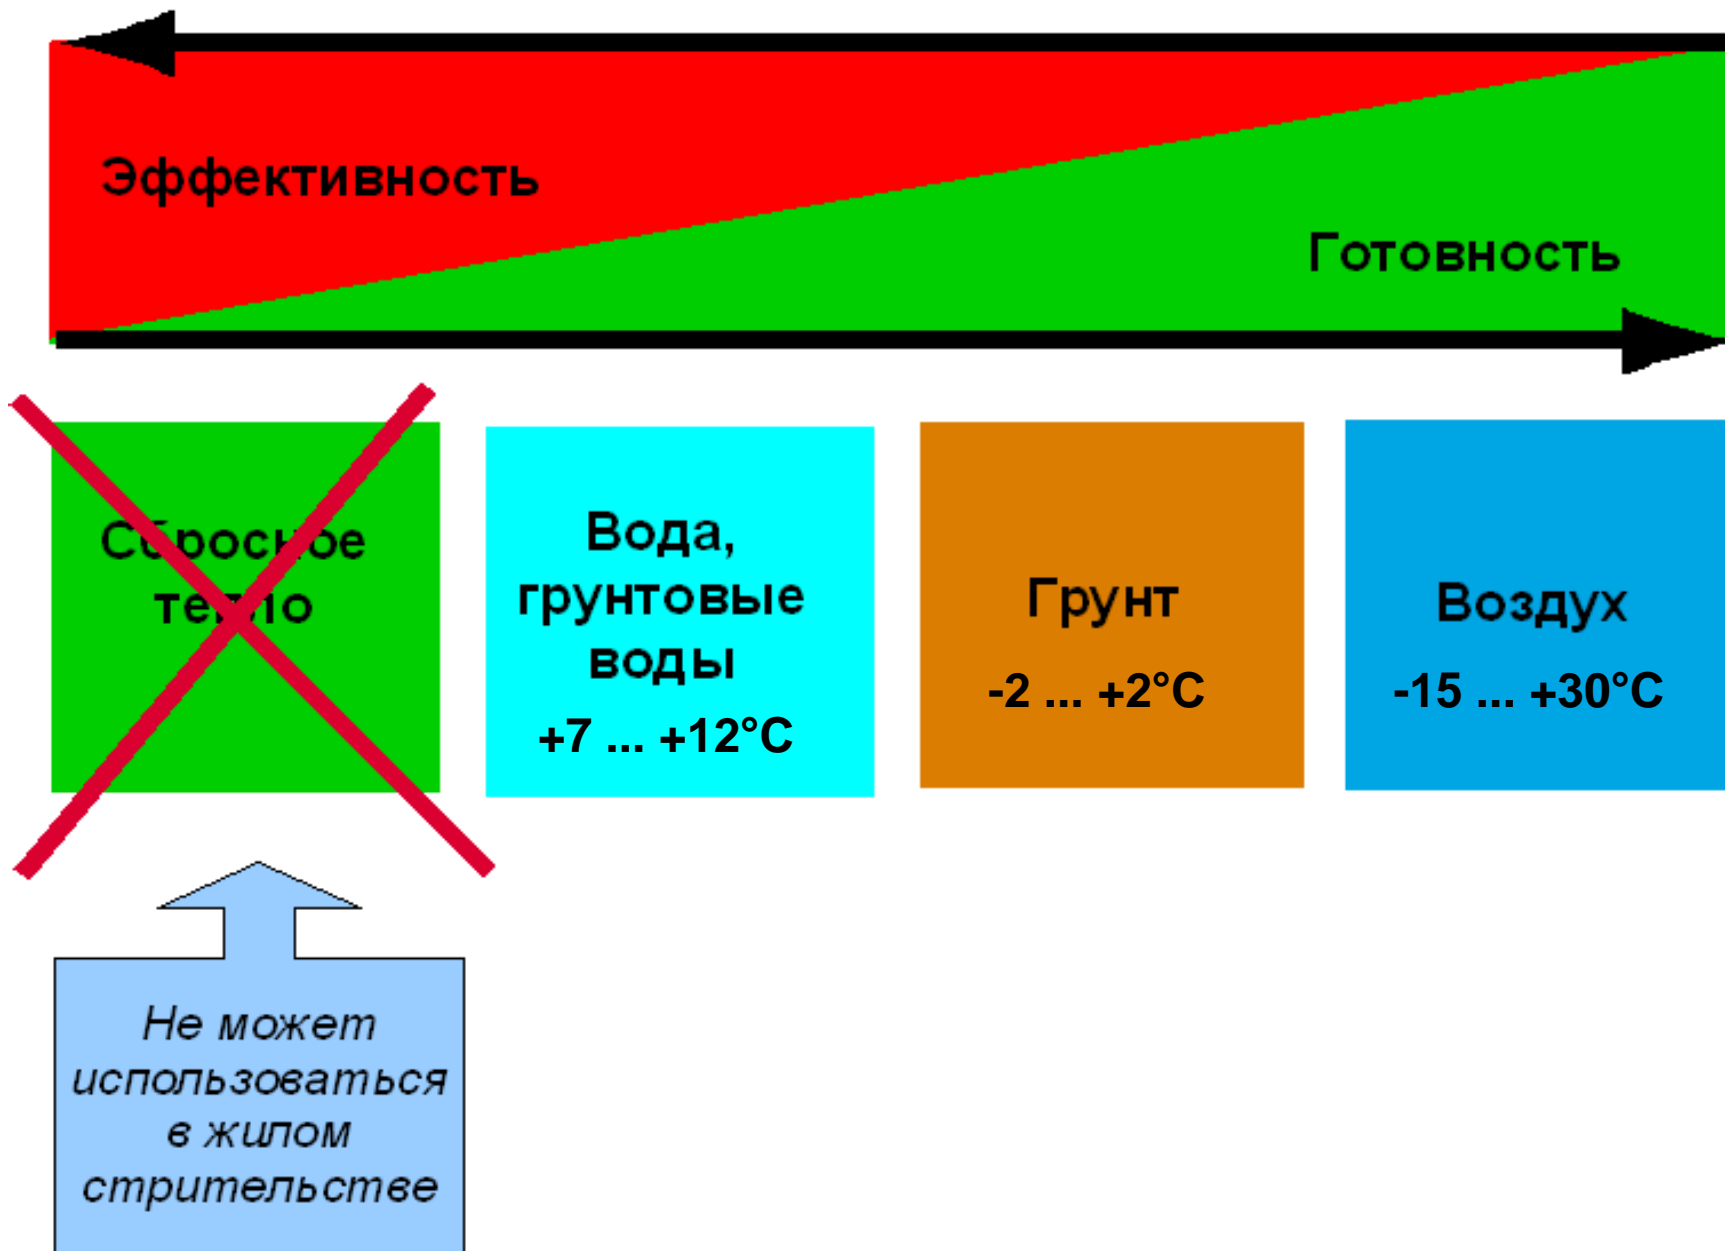 Эффективность
Готовность
Сбросное
тепло
Вода,
грунтовые
воды
+7 ... +12°C
Грунт
-2 ... +2°C
Воздух
-15 ... +30°C
Не может
использоваться
в жилом
стрительстве